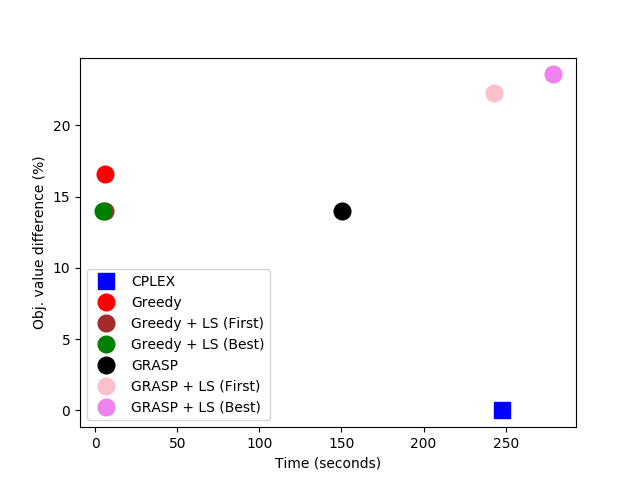 20
15
10
5
0
Obj. value difference (%)
CPLEX
Greedy
Greedy + LS (First)
Greedy + LS (Best)
GRASP
GRASP + LS (First)
GRASP + LS (Best)
0 50 100 150 200 250
Time (seconds)